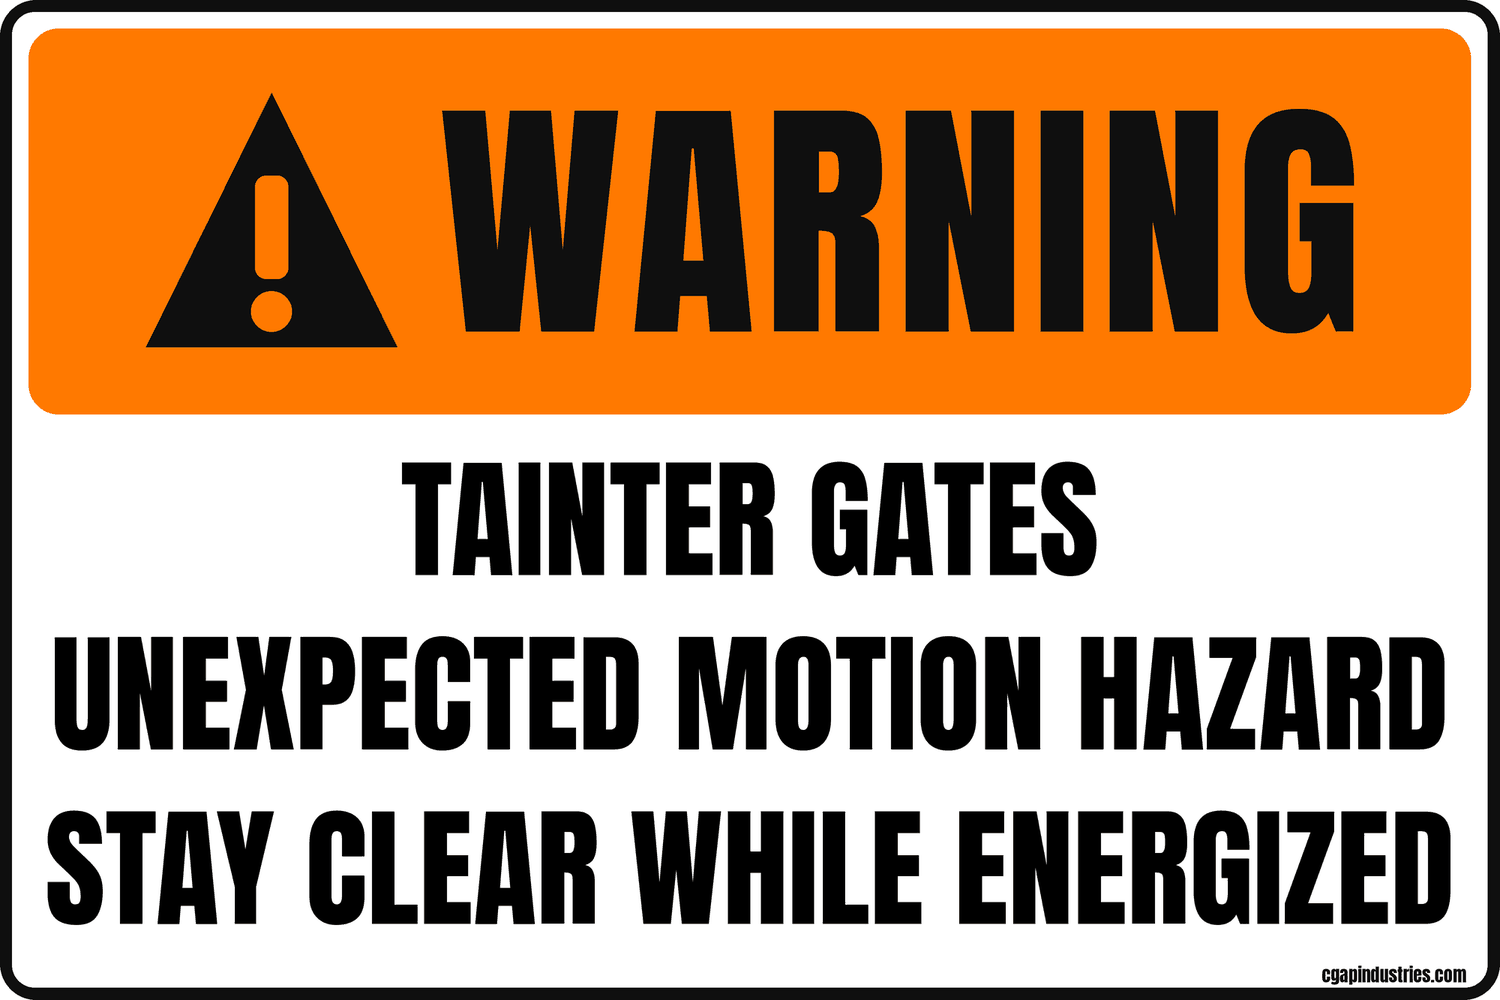 WARNING
TAINTER GATES
UNEXPECTED MOTION HAZARD
STAY CLEAR WHILE ENERGIZED
cgapindustries.com